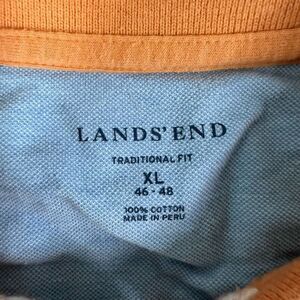 LANDS' END
TRADITIONAL FIT
XL
46 - 48
100% COTTON
MADE IN PERU